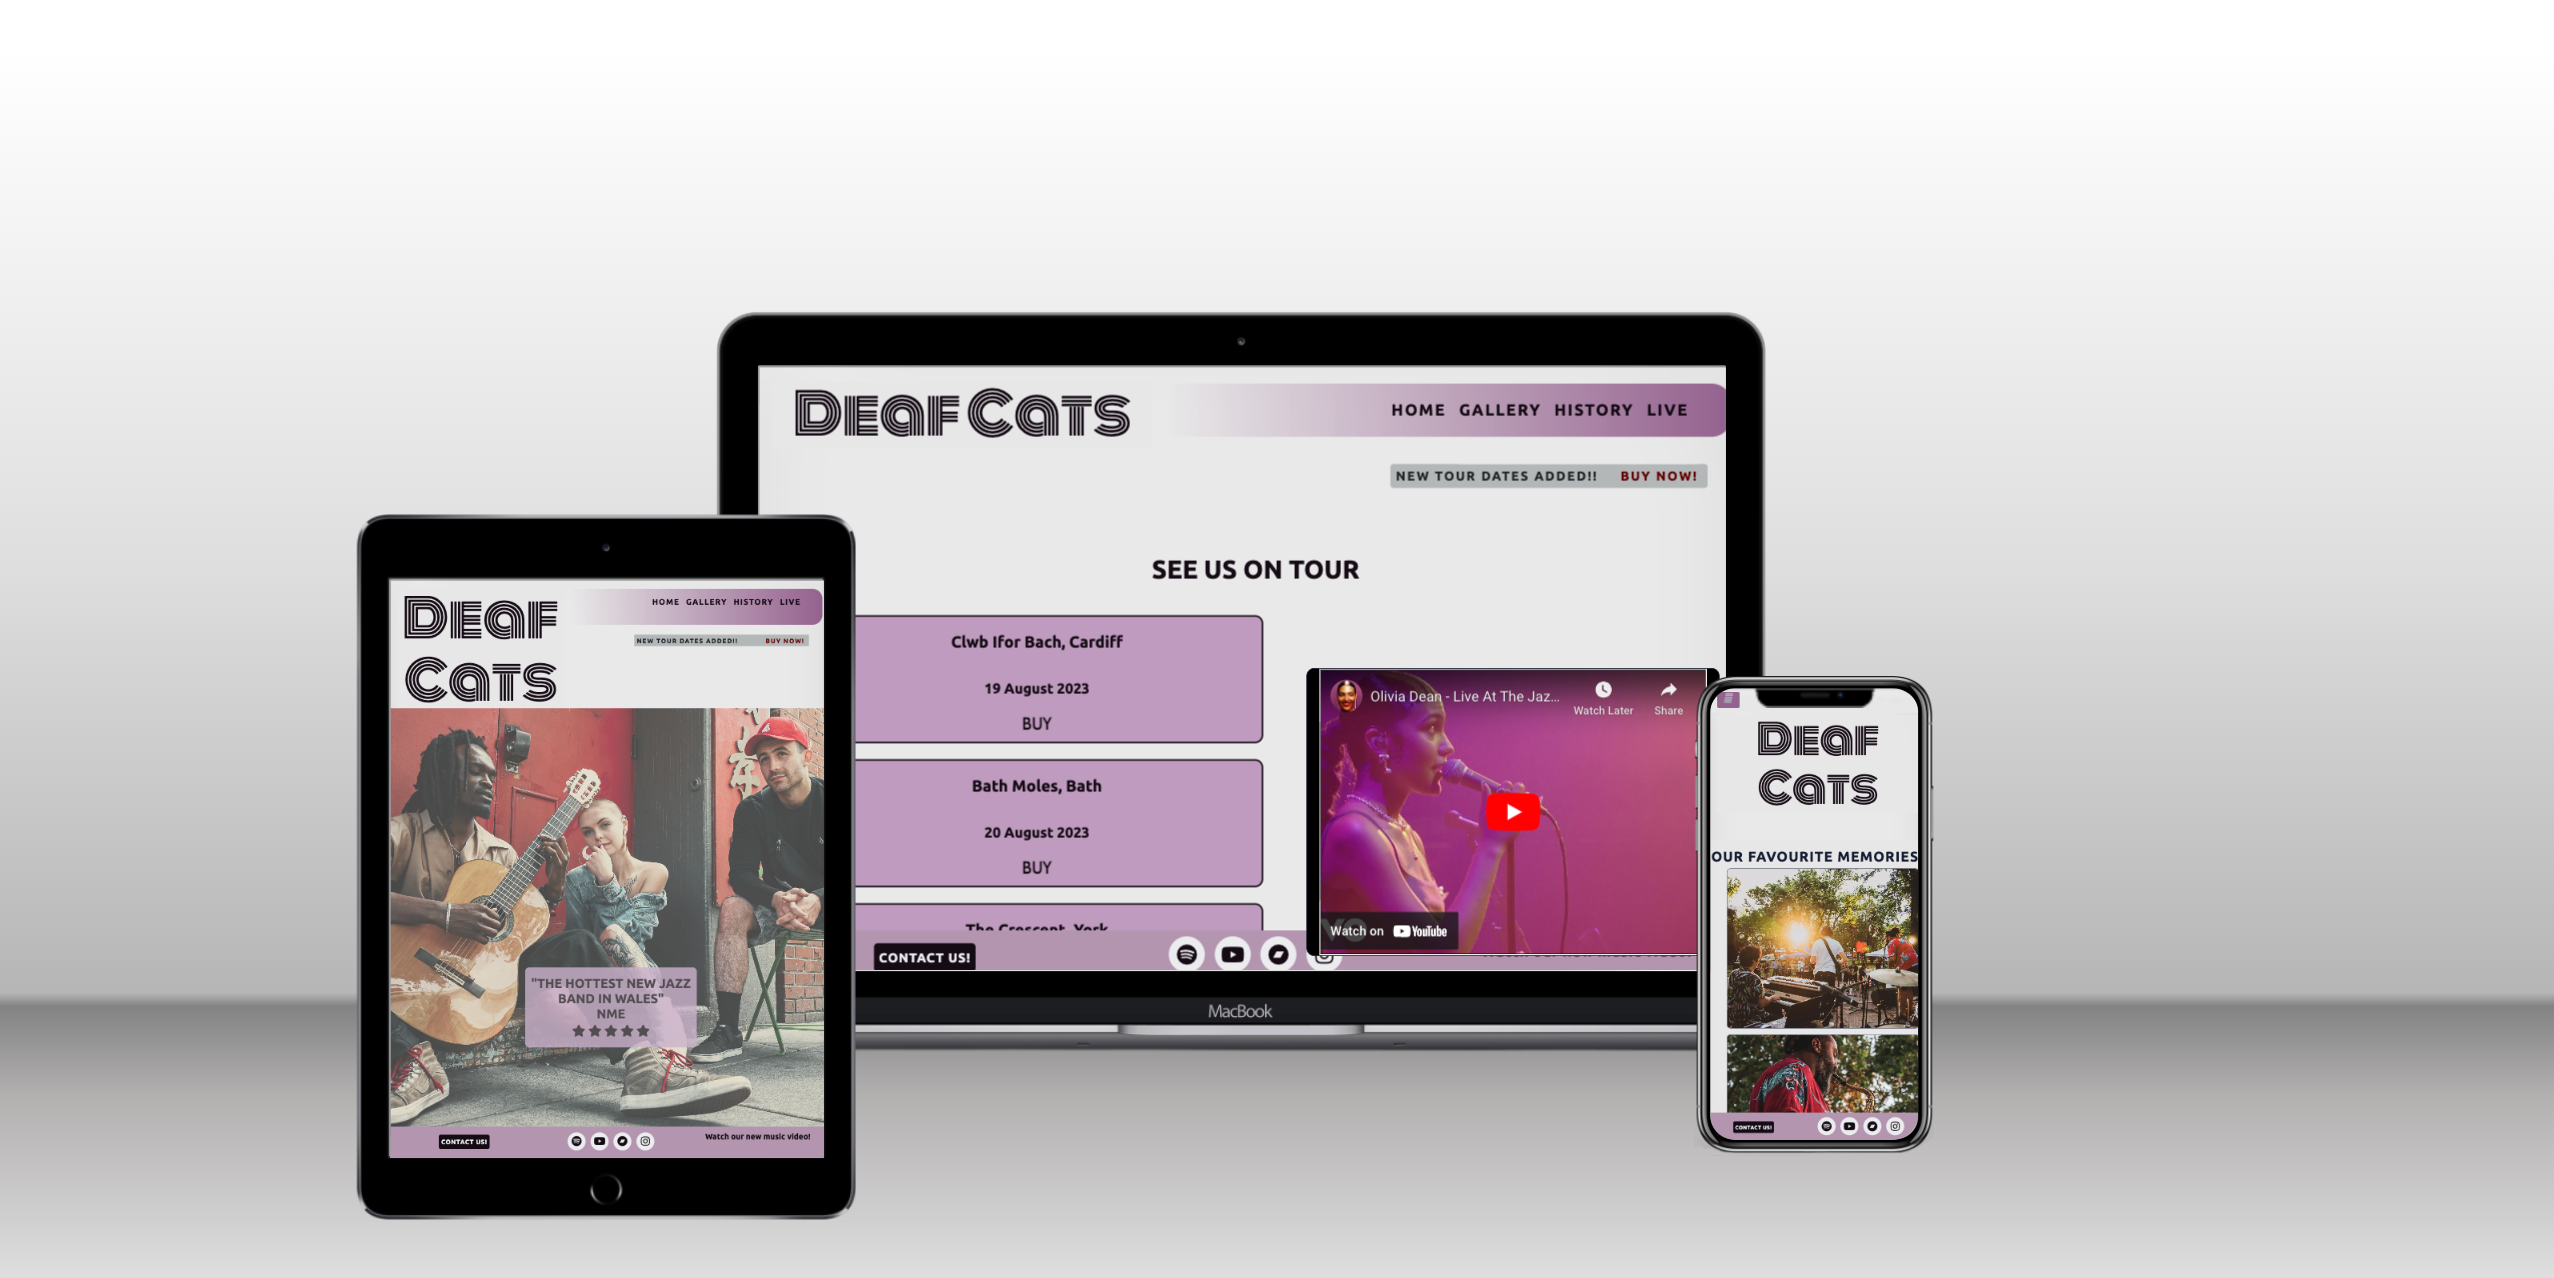 Deaf Cats
HOME GALLERY HISTORY LIVE
NEW TOUR DATES ADDED!! BUY NOW!
SEE US ON TOUR
Clwb Ifor Bach, Cardiff
19 August 2023
BUY
Bath Moles, Bath
20 August 2023
BUY
The Crescent, York
Olivia Dean - Live At The Jaz...
Watch Later
Share
Watch on YouTube
CONTACT US!
MacBook
Deaf
Cats
HOME GALLERY HISTORY LIVE
NEW TOUR DATES ADDED!! BUY NOW!
"THE HOTTEST NEW JAZZ
BAND IN WALES"
NME
CONTACT US!
Watch our new music video!
Deaf
Cats
OUR FAVOURITE MEMORIES
CONTACT US!